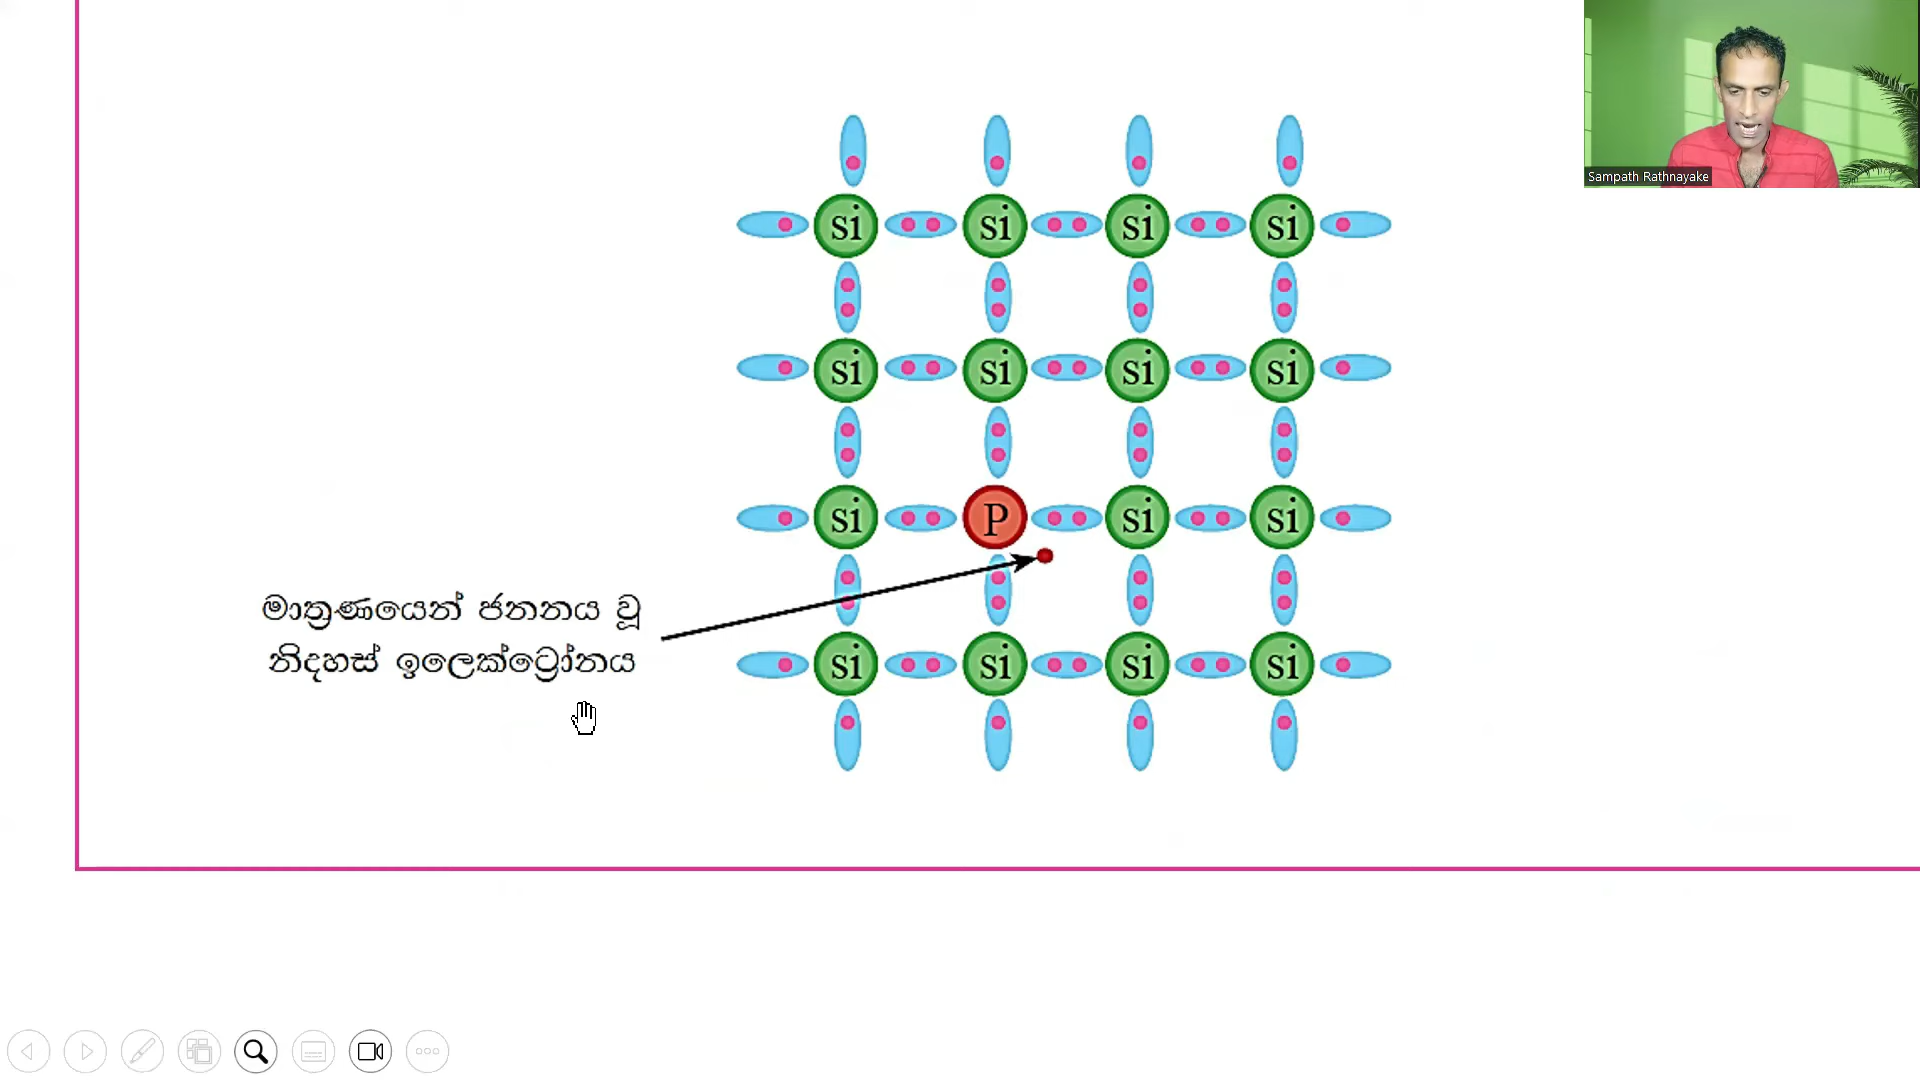 Sampath Rathnayake
si si si si
si si si si
si P si si
මාත්‍රණයෙන් ජනනය වූ
නිදහස් ඉලෙක්ට්‍රෝනය
si si si si